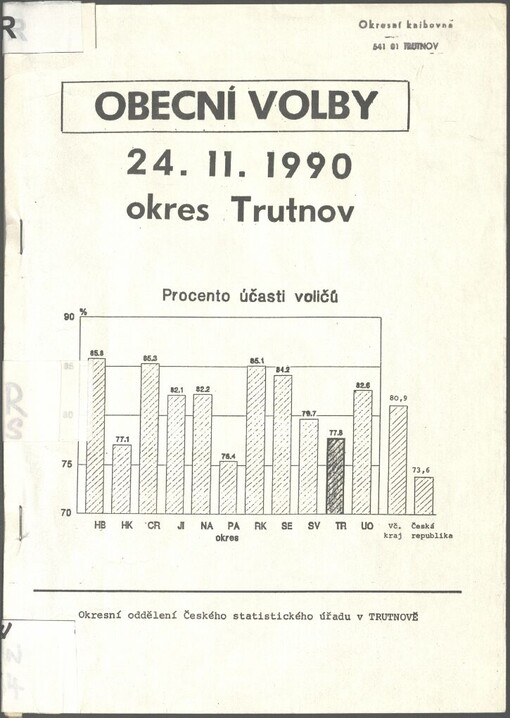 R
Okresní knihovna
541 01 TRUTNOV
OBECNÍ VOLBY
24. 11. 1990
okres Trutnov
Procento účasti voličů
%
90
85
80
75
70
85.8
77.1
85.3
82.1
82.2
75.4
85.1
84.2
79.7
77.8
82.6
80,9
73,6
HB HK CR JI NA PA RK SE SV TR UO Vč. Česká
kraj republika
okres
Okresní oddělení Českého statistického úřadu v TRUTNOVĚ